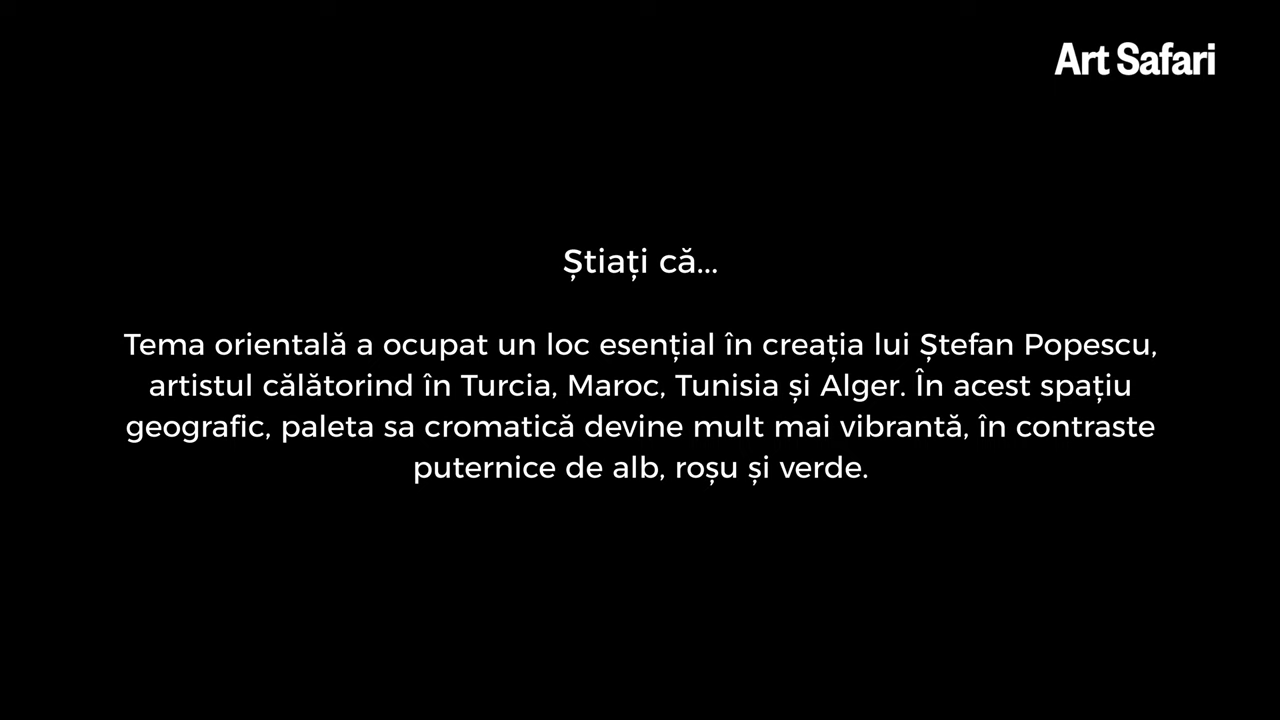 Art Safari
Știați că...
Tema orientală a ocupat un loc esențial în creația lui Ștefan Popescu,
artistul călătorind în Turcia, Maroc, Tunisia și Alger. În acest spațiu
geografic, paleta sa cromatică devine mult mai vibrantă, în contraste
puternice de alb, roșu și verde.